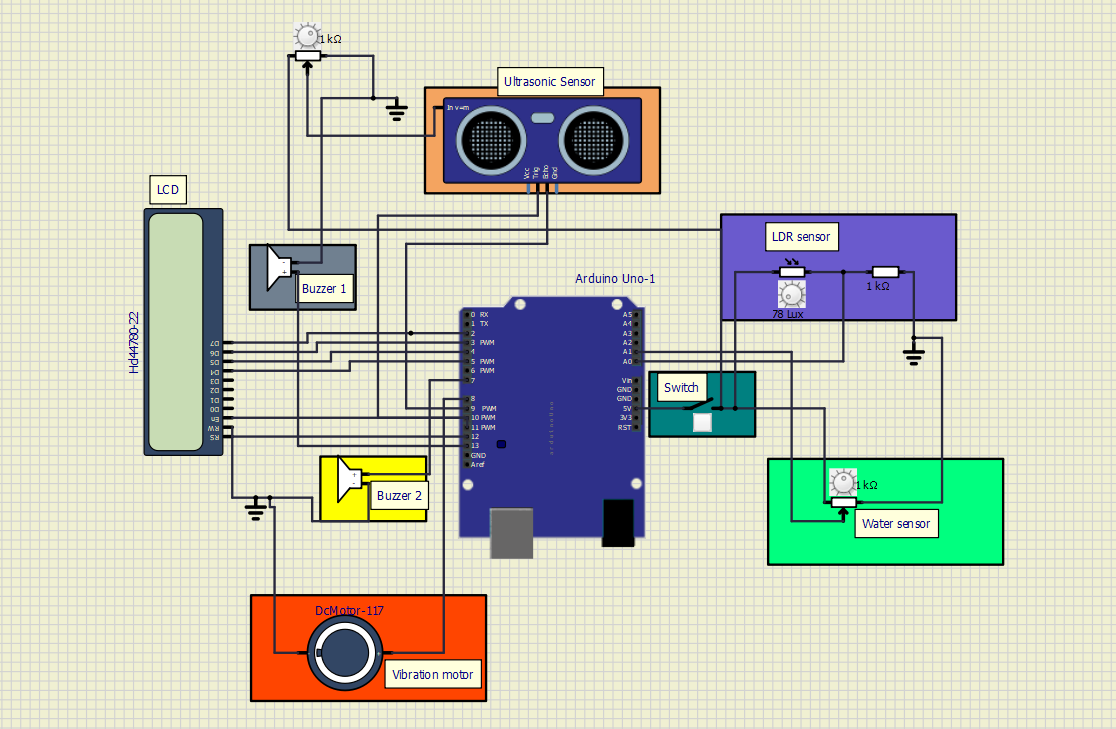 1 kΩ
Ultrasonic Sensor
In v=m
Vcc
Trig
Echo
Gnd
LCD
LDR sensor
1 kΩ
78 Lux
Buzzer 1
-
+
Arduino Uno-1
Hd44780-22
D7
D6
D5
D4
D3
D2
D1
D0
En
RW
RS
0 RX
1 TX
2
3 PWM
4
5 PWM
6 PWM
7
8
9 PWM
10 PWM
11 PWM
12
13
GND
Aref
A5
A4
A3
A2
A1
A0
Vin
GND
GND
5V
3V3
RST
arduinoUno
Switch
+
-
Buzzer 2
1 kΩ
Water sensor
DcMotor-117
Vibration motor